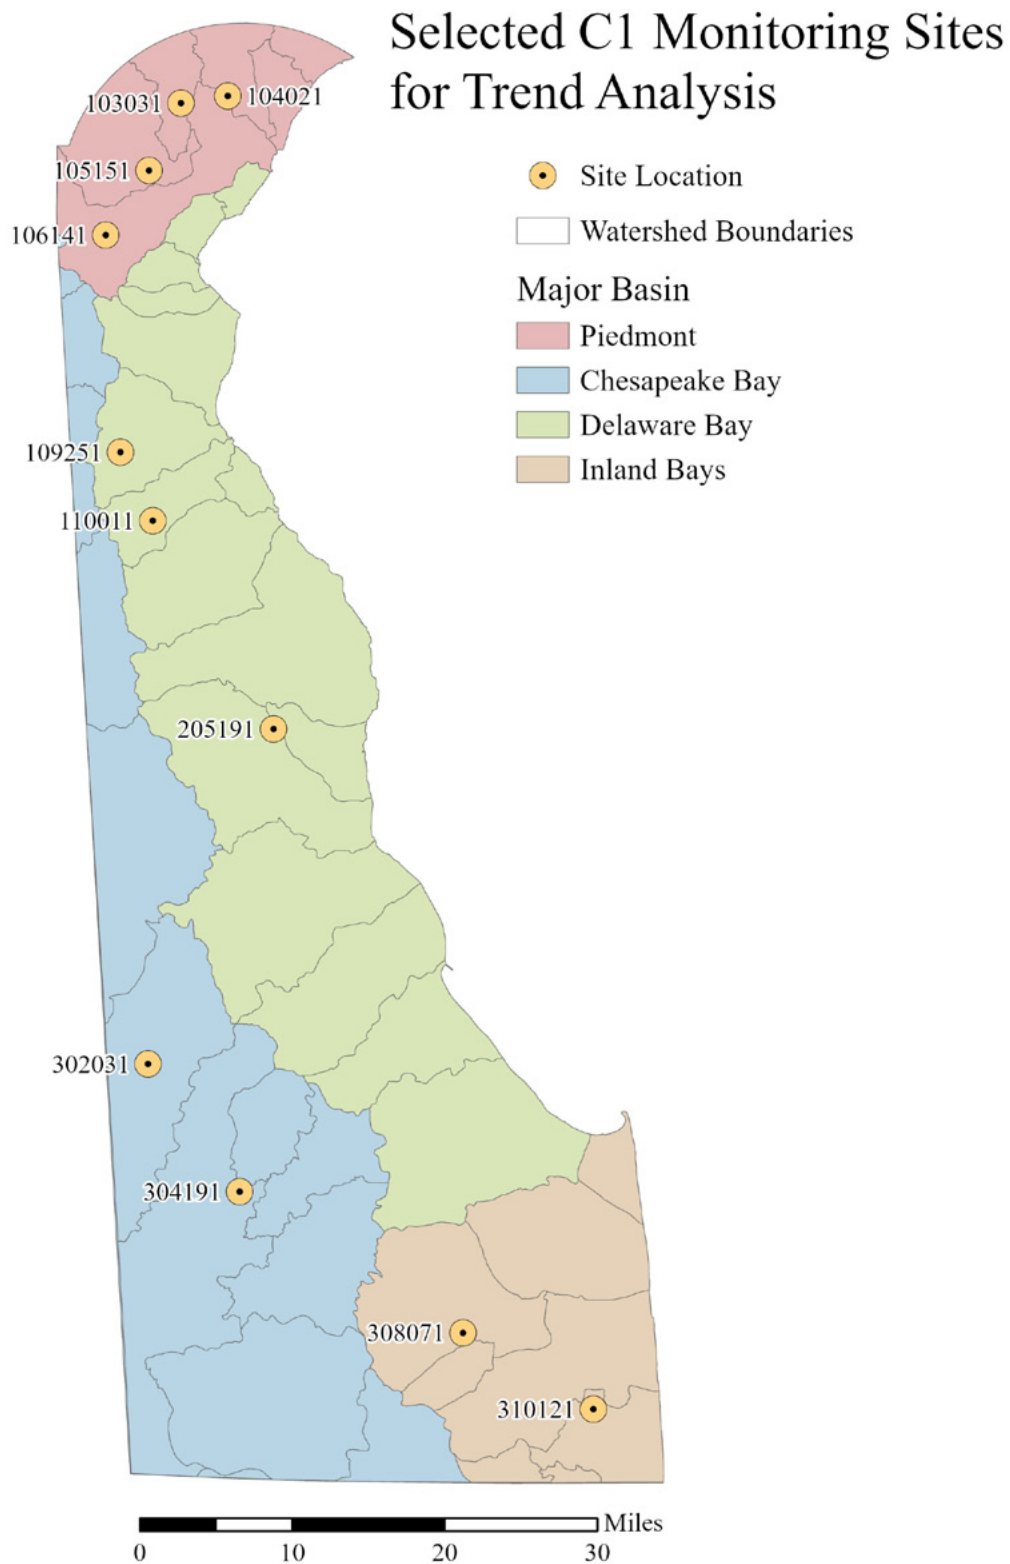 Selected C1 Monitoring Sites
for Trend Analysis
Site Location
Watershed Boundaries
Major Basin
Piedmont
Chesapeake Bay
Delaware Bay
Inland Bays
103031
104021
105151
106141
109251
110011
205191
302031
304191
308071
310121
Miles
0 10 20 30